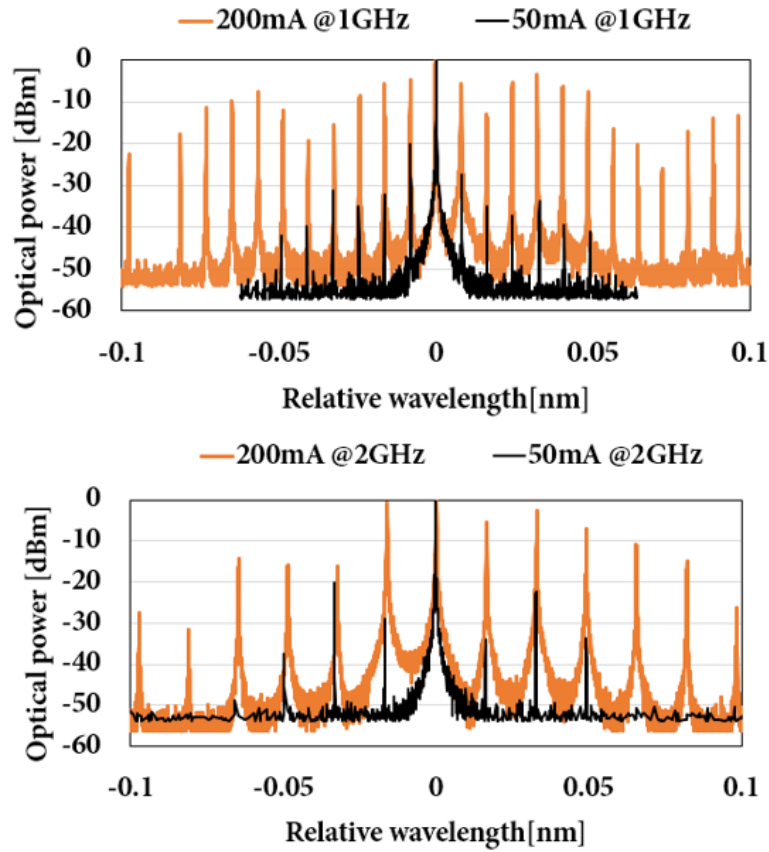 200mA @1GHz 50mA @1GHz
Optical power [dBm]
0
-10
-20
-30
-40
-50
-60
-0.1 -0.05 0 0.05 0.1
Relative wavelength[nm]
200mA @2GHz 50mA @2GHz
Optical power [dBm]
0
-10
-20
-30
-40
-50
-60
-0.1 -0.05 0 0.05 0.1
Relative wavelength[nm]